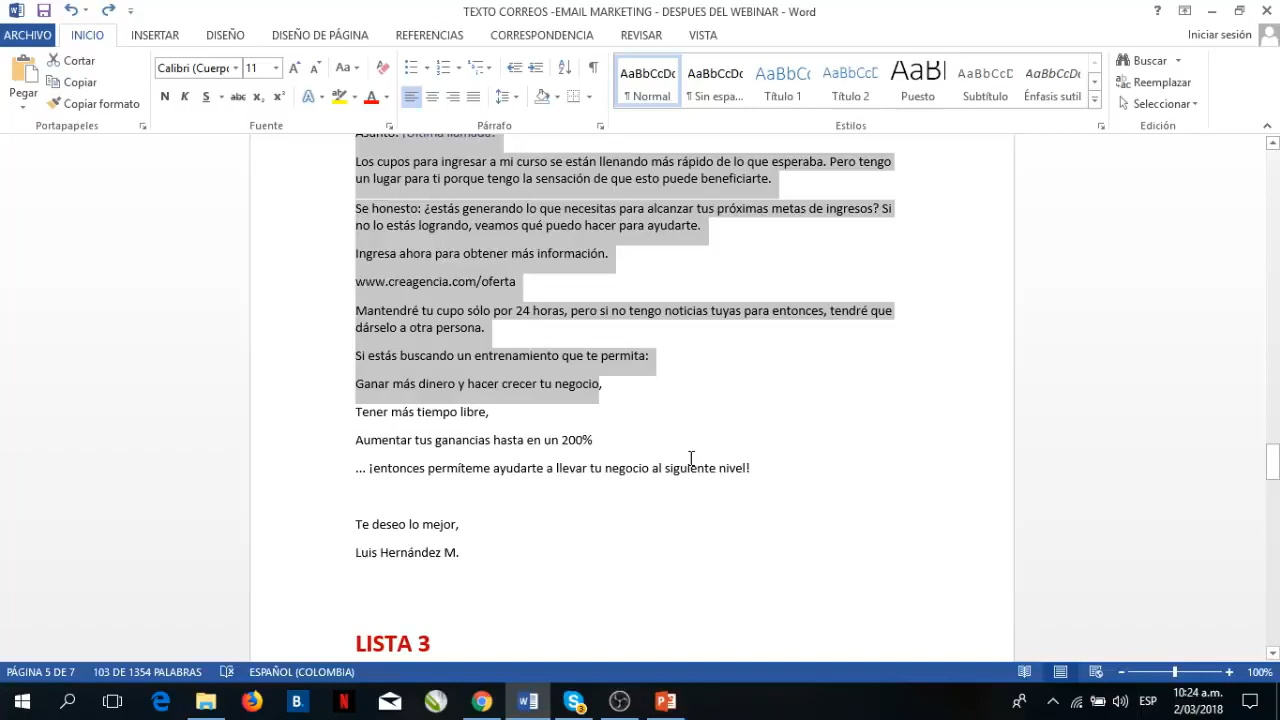 TEXTO CORREOS -EMAIL MARKETING - DESPUES DEL WEBINAR - Word
ARCHIVO INICIO INSERTAR DISEÑO DISEÑO DE PÁGINA REFERENCIAS CORRESPONDENCIA REVISAR VISTA Iniciar sesión
Pegar
Cortar
Copiar
Copiar formato
Portapapeles
Calibri (Cuerpo 11
Fuente
Párrafo
AaBbCcDc AaBbCcDc AaBbCc AaBbCcD AaBl AaBbCcD AaBbCcDc
¶ Normal ¶ Sin espa... Título 1 Título 2 Puesto Subtítulo Énfasis sutil
Estilos
Buscar
Reemplazar
Seleccionar
Edición
Asunto: ¡Última llamada!
Los cupos para ingresar a mi curso se están llenando más rápido de lo que esperaba. Pero tengo
un lugar para ti porque tengo la sensación de que esto puede beneficiarte.
Se honesto: ¿estás generando lo que necesitas para alcanzar tus próximas metas de ingresos? Si
no lo estás logrando, veamos qué puedo hacer para ayudarte.
Ingresa ahora para obtener más información.
www.creagencia.com/oferta
Mantendré tu cupo sólo por 24 horas, pero si no tengo noticias tuyas para entonces, tendré que
dárselo a otra persona.
Si estás buscando un entrenamiento que te permita:
Ganar más dinero y hacer crecer tu negocio,
Tener más tiempo libre,
Aumentar tus ganancias hasta en un 200%
... ¡entonces permíteme ayudarte a llevar tu negocio al siguiente nivel!
Te deseo lo mejor,
Luis Hernández M.
LISTA 3
PÁGINA 5 DE 7 103 DE 1354 PALABRAS ESPAÑOL (COLOMBIA) 100%
ESP
10:24 a.m.
2/03/2018